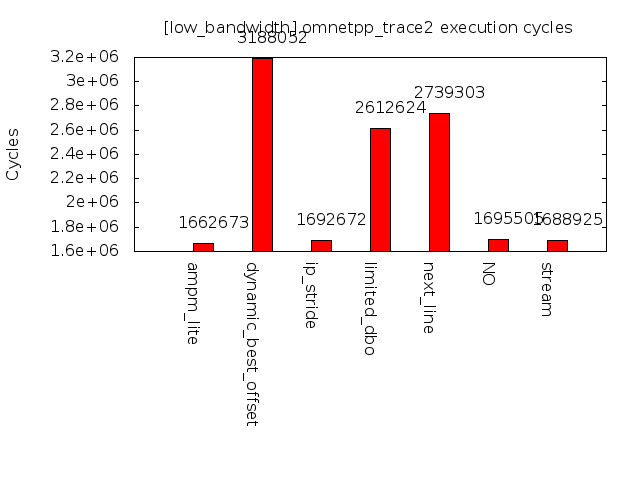 [low_bandwidth] omnetpp_trace2 execution cycles
Cycles
3.2e+06
3e+06
2.8e+06
2.6e+06
2.4e+06
2.2e+06
2e+06
1.8e+06
1.6e+06
1662673
3188052
1692672
2612624
2739303
1695505
1688925
ampm_lite
dynamic_best_offset
ip_stride
limited_dbo
next_line
NO
stream